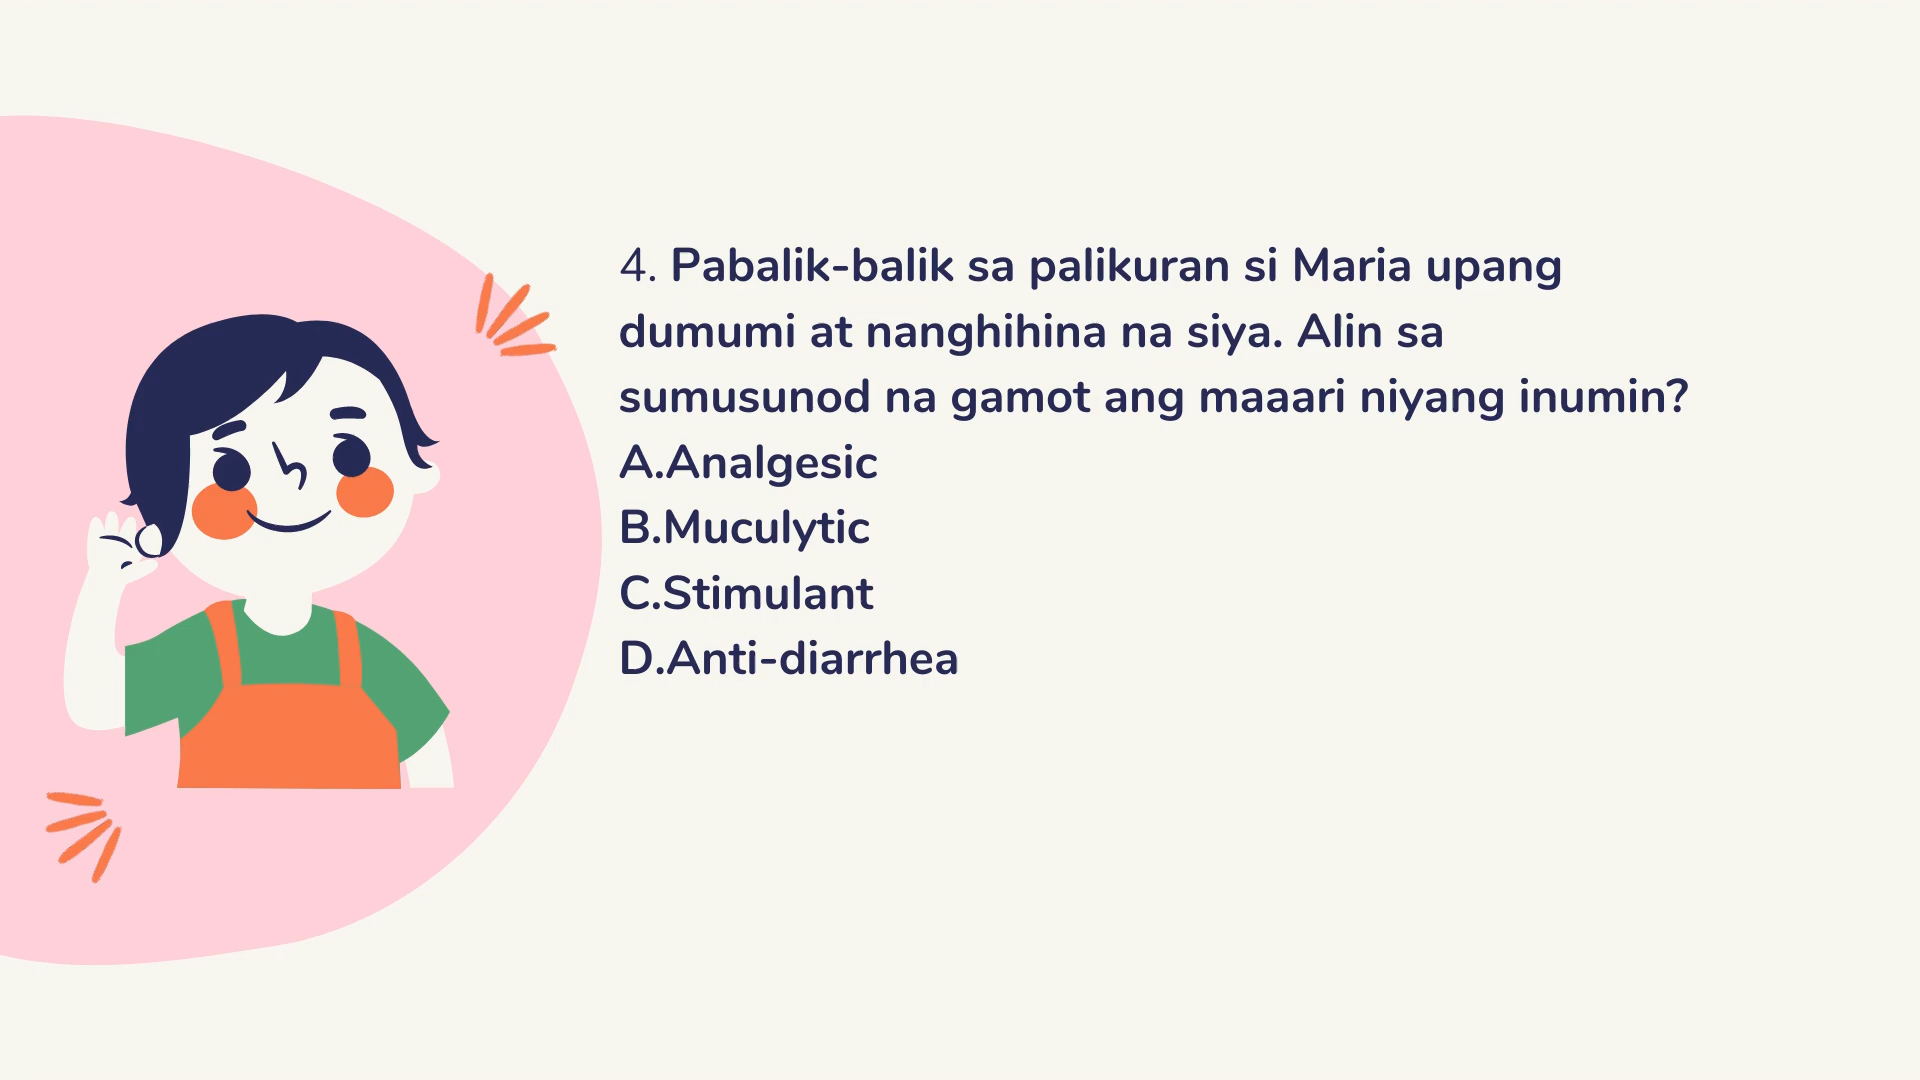 4. Pabalik-balik sa palikuran si Maria upang
dumumi at nanghihina na siya. Alin sa
sumusunod na gamot ang maaari niyang inumin?
A.Analgesic
B.Muculytic
C.Stimulant
D.Anti-diarrhea